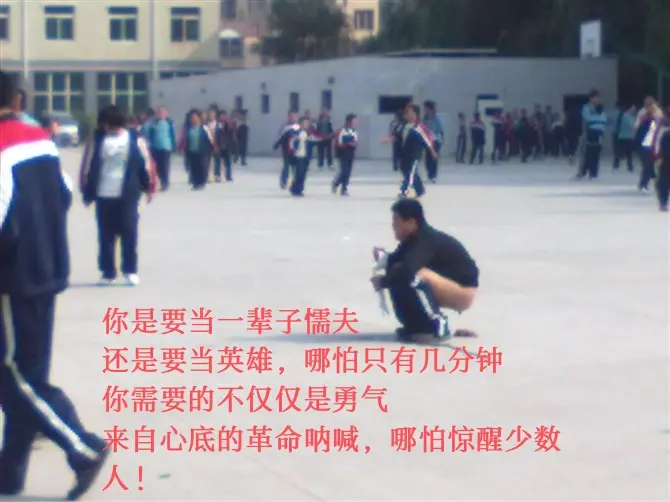 你是要当一辈子懦夫
还是要当英雄，哪怕只有几分钟
你需要的不仅仅是勇气
来自心底的革命呐喊，哪怕惊醒少数
人！